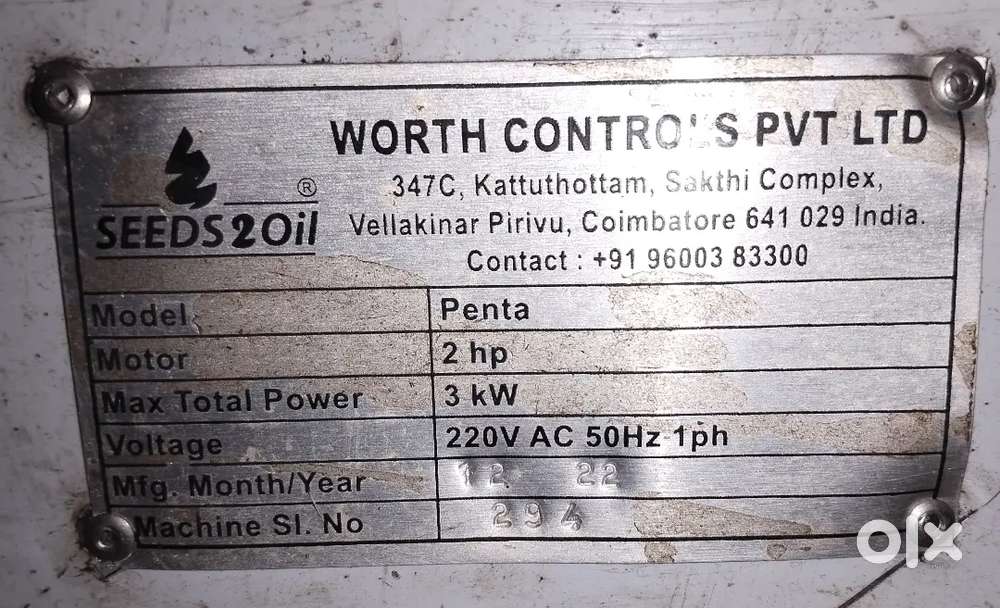 WORTH CONTROLS PVT LTD
347C, Kattuthottam, Sakthi Complex,
Vellakinar Pirivu, Coimbatore 641 029 India.
Contact : +91 96003 83300
®
SEEDS2Oil
Model Penta
Motor 2 hp
Max Total Power 3 kW
Voltage 220V AC 50Hz 1ph
Mfg. Month/Year 12 22
Machine Sl. No 294
olx